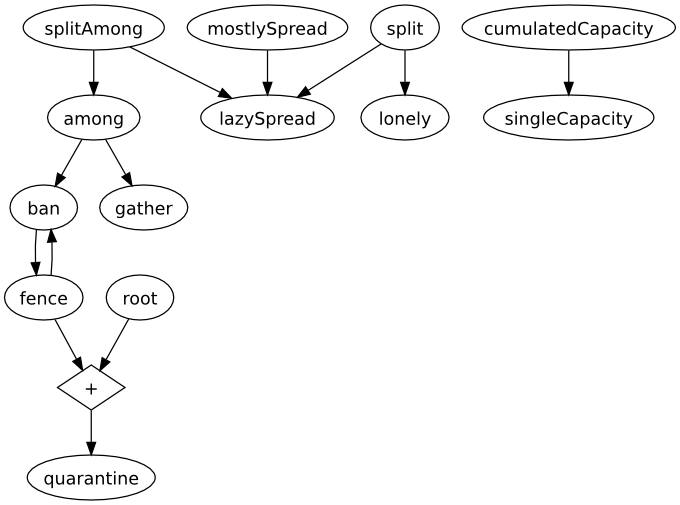 splitAmong
mostlySpread
split
cumulatedCapacity
among
lazySpread
lonely
singleCapacity
ban
gather
fence
root
+
quarantine